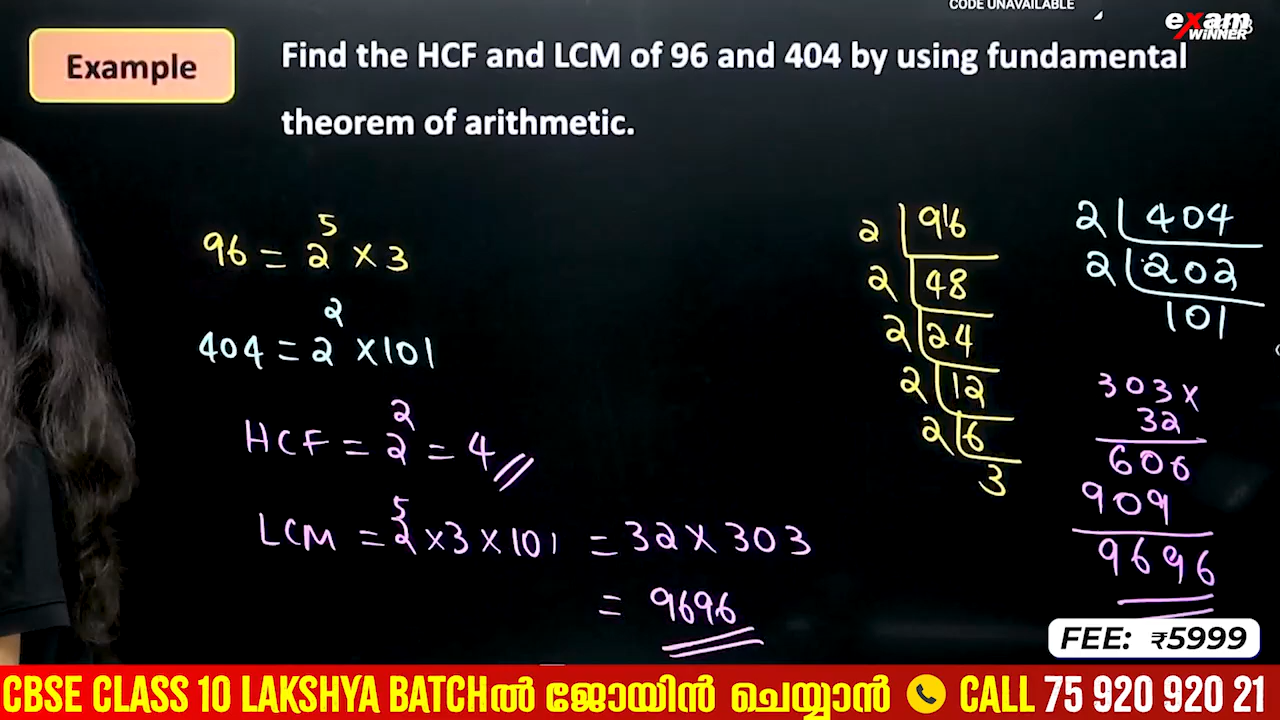 CODE UNAVAILABLE
exam
WINNER
Example
Find the HCF and LCM of 96 and 404 by using fundamental
theorem of arithmetic.
96 = 2⁵ × 3
404 = 2² × 101
HCF = 2² = 4
LCM = 2⁵ × 3 × 101 = 32 × 303
= 9696
2 | 96
2 | 48
2 | 24
2 | 12
2 | 6
3
2 | 404
2 | 202
101
303 ×
32
606
909
9696
FEE: ₹5999
CBSE CLASS 10 LAKSHYA BATCHൽ ജോയിൻ ചെയ്യാൻ CALL 75 920 920 21